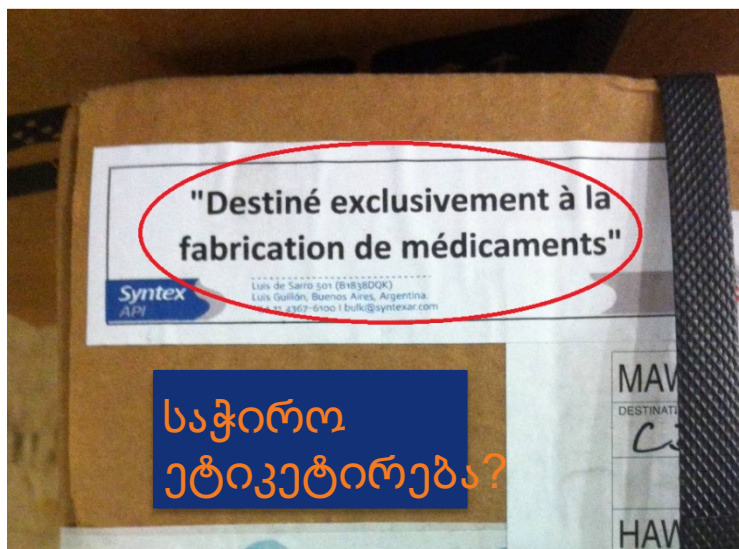 "Destiné exclusivement à la
fabrication de médicaments"
Syntex
API
Luis de Sarro 501 (B1838DQK)
Luis Guillón, Buenos Aires, Argentina.
4367-6100 | bulk@syntexar.com
MAW
DESTINATI
HAW
საჭირო
ეტიკეტირება?